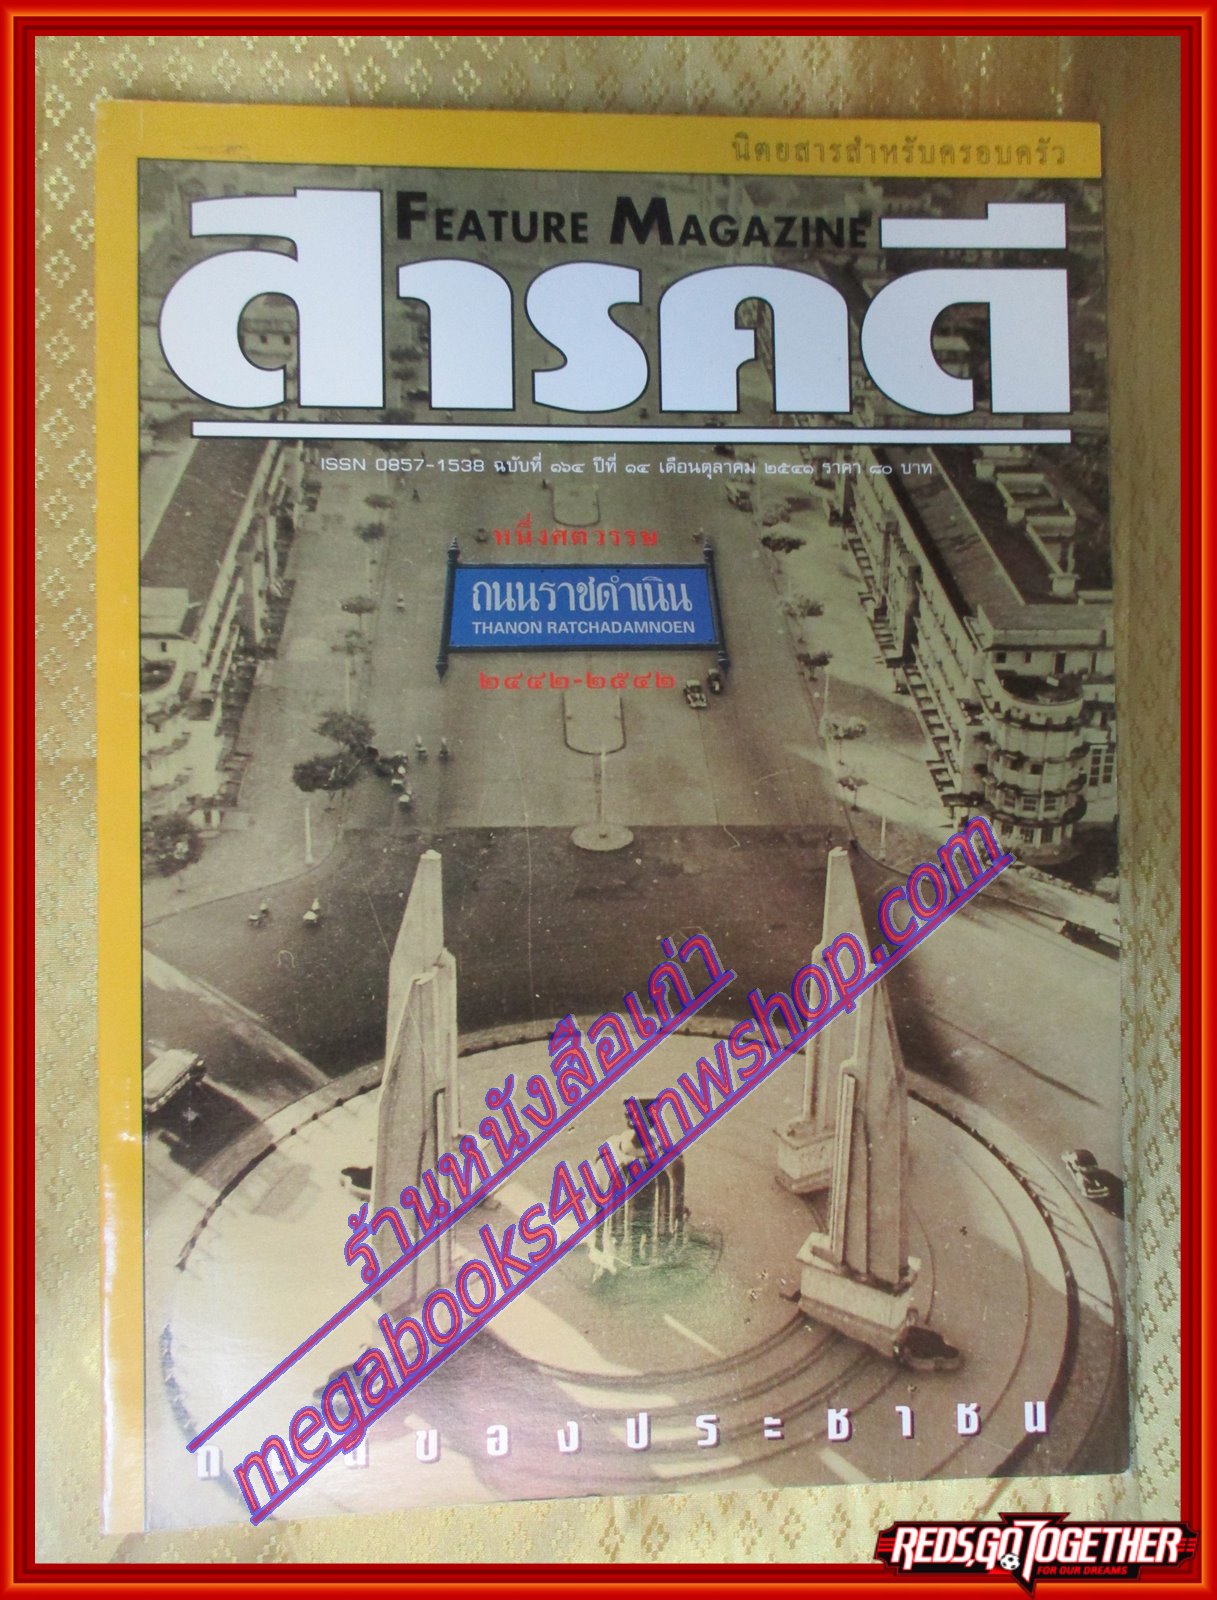 นิตยสารสำหรับครอบครัว
FEATURE MAGAZINE
สารคดี
ISSN 0857-1538 ฉบับที่ ๑๖๔ ปีที่ ๑๔ เดือนตุลาคม ๒๕๔๑ ราคา ๘๐ บาท
หนึ่งศตวรรษ
ถนนราชดำเนิน
THANON RATCHADAMNOEN
๒๔๔๒-๒๕๔๒
ร้านหนังสือเก่า
megabooks4u.lnwshop.com
ถนนของประชาชน
REDS,GO TOGETHER
FOR OUR DREAMS